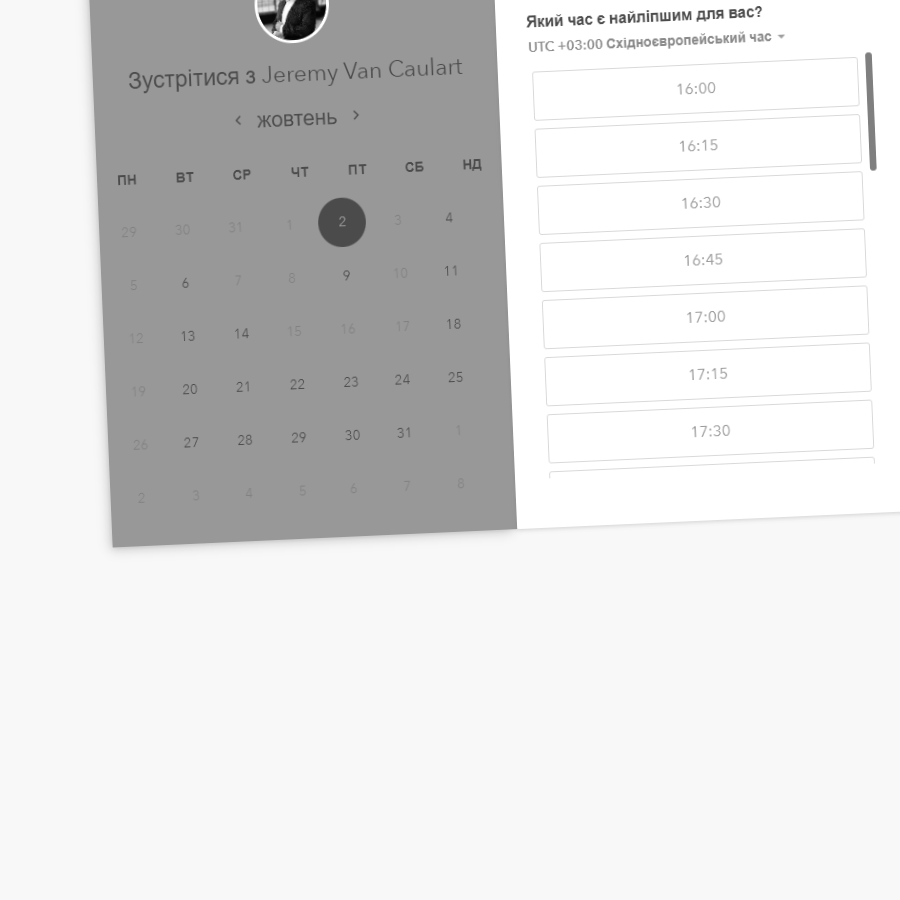 Зустрітися з Jeremy Van Caulart
жовтень
ПН ВТ СР ЧТ ПТ СБ НД
29 30 31 1 2 3 4
5 6 7 8 9 10 11
12 13 14 15 16 17 18
19 20 21 22 23 24 25
26 27 28 29 30 31 1
2 3 4 5 6 7 8
Який час є найліпшим для вас?
UTC +03:00 Східноєвропейський час
16:00
16:15
16:30
16:45
17:00
17:15
17:30